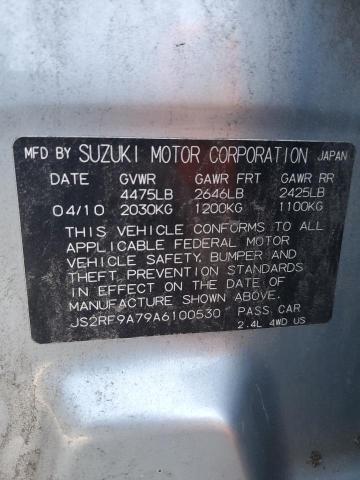 MFD BY SUZUKI MOTOR CORPORATION JAPAN
DATE GVWR GAWR FRT GAWR RR
4475LB 2646LB 2425LB
04/10 2030KG 1200KG 1100KG
THIS VEHICLE CONFORMS TO ALL
APPLICABLE FEDERAL MOTOR
VEHICLE SAFETY, BUMPER AND
THEFT PREVENTION STANDARDS
IN EFFECT ON THE DATE OF
MANUFACTURE SHOWN ABOVE.
JS2RF9A79A6100530 PASS CAR
2.4L 4WD US